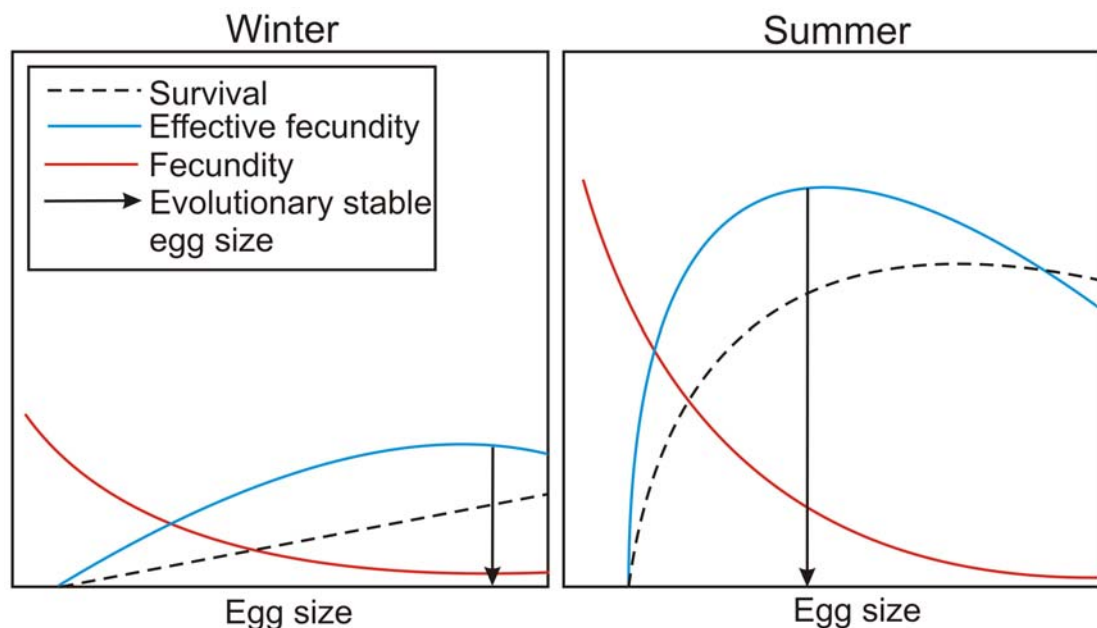 Winter
Summer
Survival
Effective fecundity
Fecundity
Evolutionary stable
egg size
Egg size
Egg size